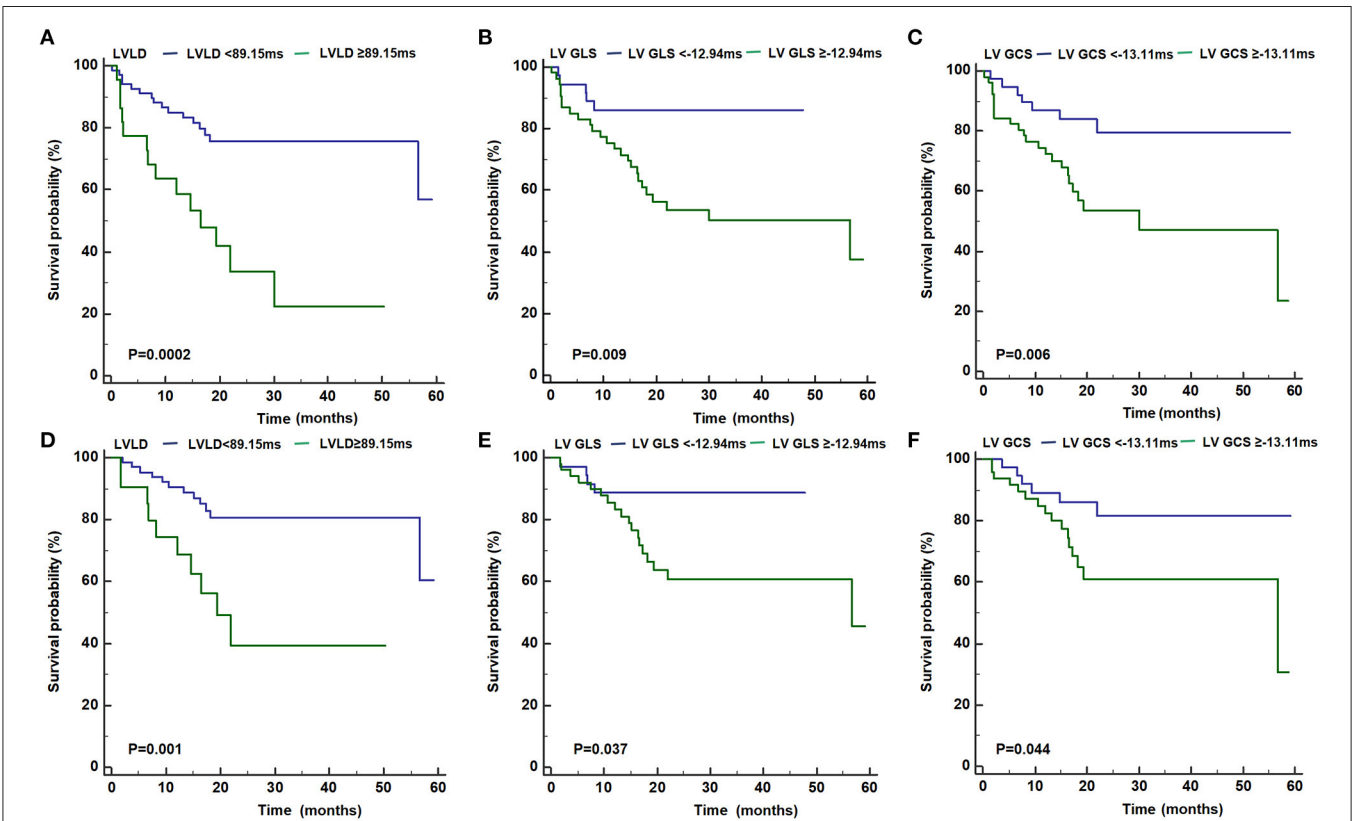 A
LVLD LVLD <89.15ms LVLD ≥89.15ms
Survival probability (%)
100
80
60
40
20
0
P=0.0002
0 10 20 30 40 50 60
Time (months)
B
LV GLS LV GLS <-12.94ms LV GLS ≥-12.94ms
Survival probability (%)
100
80
60
40
20
0
P=0.009
0 10 20 30 40 50 60
Time (months)
C
LV GCS LV GCS <-13.11ms LV GCS ≥-13.11ms
Survival probability (%)
100
80
60
40
20
0
P=0.006
0 10 20 30 40 50 60
Time (months)
D
LVLD LVLD<89.15ms LVLD≥89.15ms
Survival probability (%)
100
80
60
40
20
0
P=0.001
0 10 20 30 40 50 60
Time (months)
E
LV GLS LV GLS <-12.94ms LV GLS ≥-12.94ms
Survival probability (%)
100
80
60
40
20
0
P=0.037
0 10 20 30 40 50 60
Time (months)
F
LV GCS LV GCS <-13.11ms LV GCS ≥-13.11ms
Survival probability (%)
100
80
60
40
20
0
P=0.044
0 10 20 30 40 50 60
Time (months)